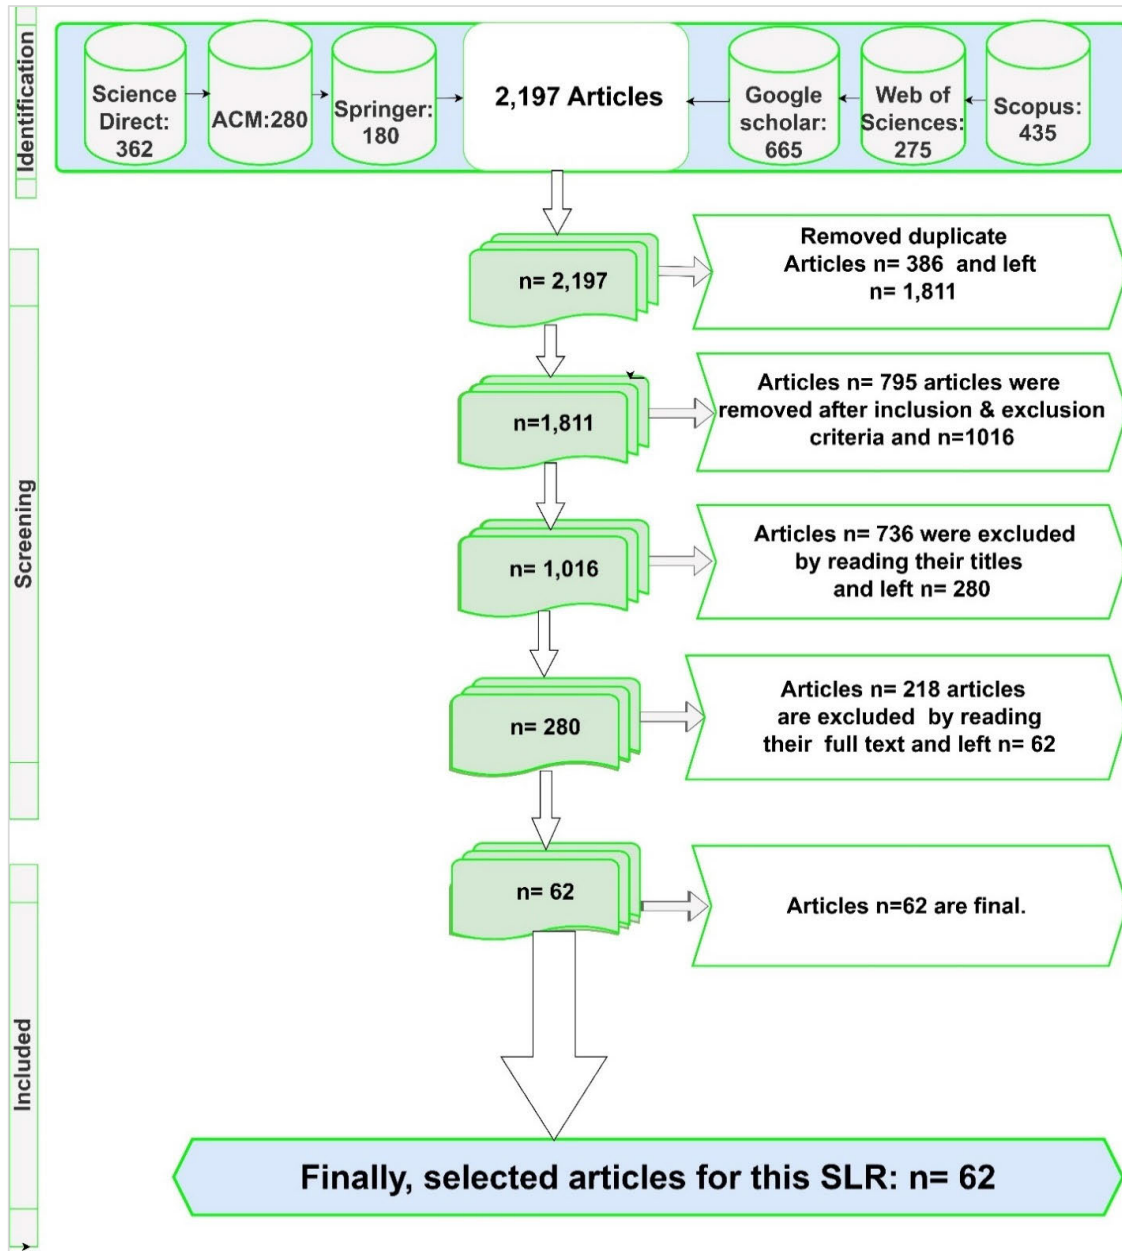 Identification
Science
Direct:
362
ACM:280
Springer:
180
2,197 Articles
Google
scholar:
665
Web of
Sciences:
275
Scopus:
435
n= 2,197
Removed duplicate
Articles n= 386 and left
n= 1,811
Screening
n=1,811
Articles n= 795 articles were
removed after inclusion & exclusion
criteria and n=1016
n= 1,016
Articles n= 736 were excluded
by reading their titles
and left n= 280
n= 280
Articles n= 218 articles
are excluded by reading
their full text and left n= 62
Included
n= 62
Articles n=62 are final.
Finally, selected articles for this SLR: n= 62